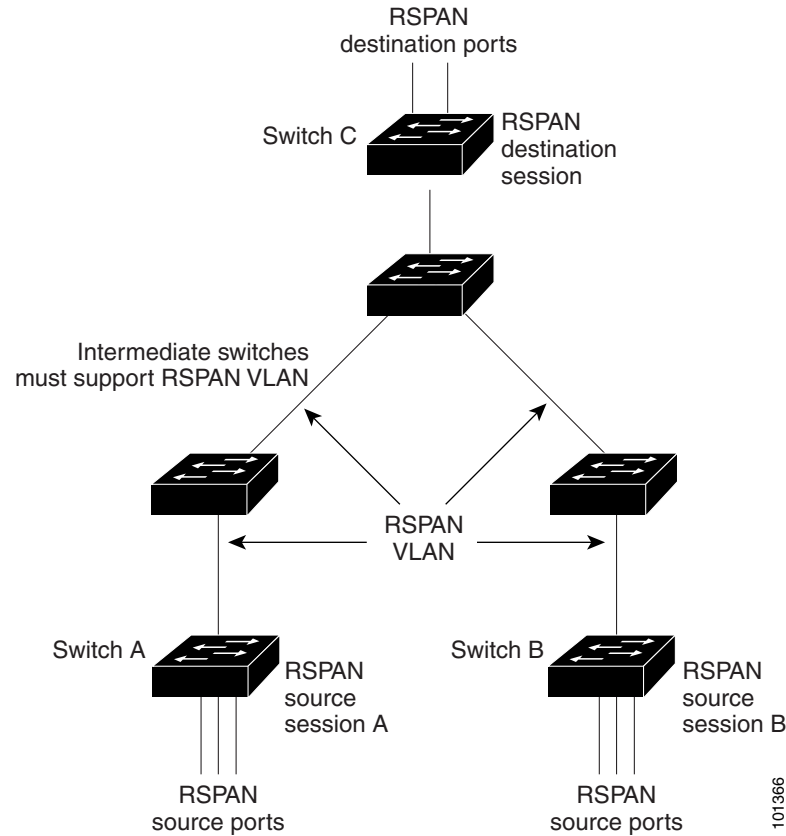 RSPAN
destination ports
Switch C
RSPAN
destination
session
Intermediate switches
must support RSPAN VLAN
RSPAN
VLAN
Switch A
RSPAN
source
session A
Switch B
RSPAN
source
session B
RSPAN
source ports
RSPAN
source ports
101366